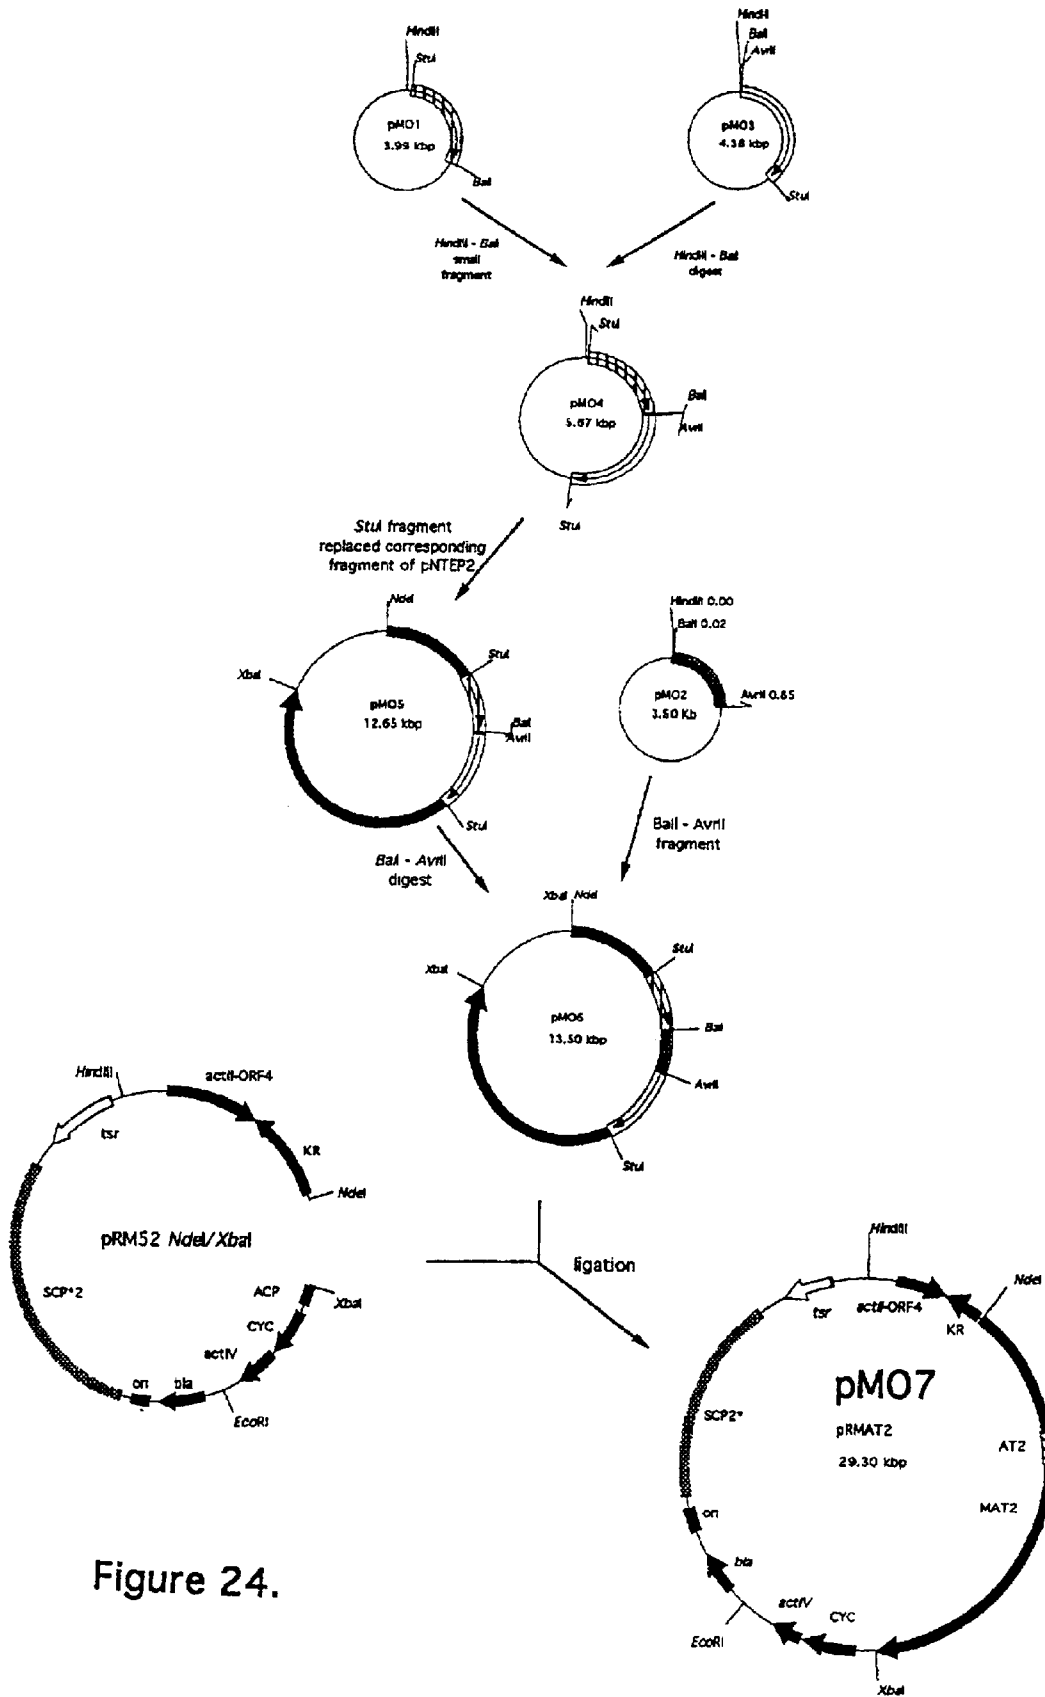 HindIII
StuI
pMO1
3.99 kbp
BalI
HindIII
BalI
AvrII
pMO3
4.38 kbp
StuI
HindIII - BalI
small
fragment
HindIII - BalI
digest
HindIII
StuI
pMO4
5.67 kbp
BalI
AvrII
StuI
StuI fragment
replaced corresponding
fragment of pNTEP2
NdeI
StuI
XbaI
pMO5
12.65 kbp
BalI
AvrII
StuI
HindIII 0.00
BalI 0.02
pMO2
3.50 Kb
AvrII 0.85
BalI - AvrII
digest
BalI - AvrII
fragment
XbaI NdeI
StuI
XbaI
pMO6
13.50 kbp
BalI
AvrII
StuI
HindIII
actII-ORF4
tsr
KR
NdeI
pRM52 NdeI/XbaI
SCP*2
ACP
XbaI
CYC
actIV
ori
bla
EcoRI
ligation
HindIII
NdeI
tsr
actII-ORF4
KR
pMO7
SCP2*
pRMAT2
29.30 kbp
AT2
MAT2
ori
bla
actIV
CYC
EcoRI
XbaI
Figure 24.